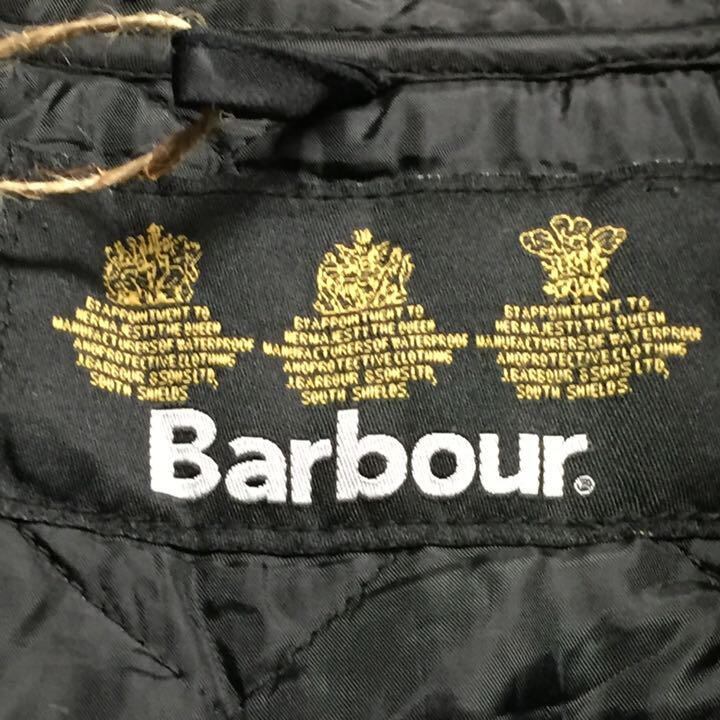 BY APPOINTMENT TO
HER MAJESTY THE QUEEN
MANUFACTURERS OF WATERPROOF
AND PROTECTIVE CLOTHING
J.BARBOUR & SONS LTD,
SOUTH SHIELDS
BY APPOINTMENT TO
HER MAJESTY THE QUEEN
MANUFACTURERS OF WATERPROOF
AND PROTECTIVE CLOTHING
J.BARBOUR & SONS LTD,
SOUTH SHIELDS.
BY APPOINTMENT TO
HER MAJESTY THE QUEEN
MANUFACTURERS OF WATERPROOF
AND PROTECTIVE CLOTHING
J.BARBOUR & SONS LTD,
SOUTH SHIELDS.
Barbour®